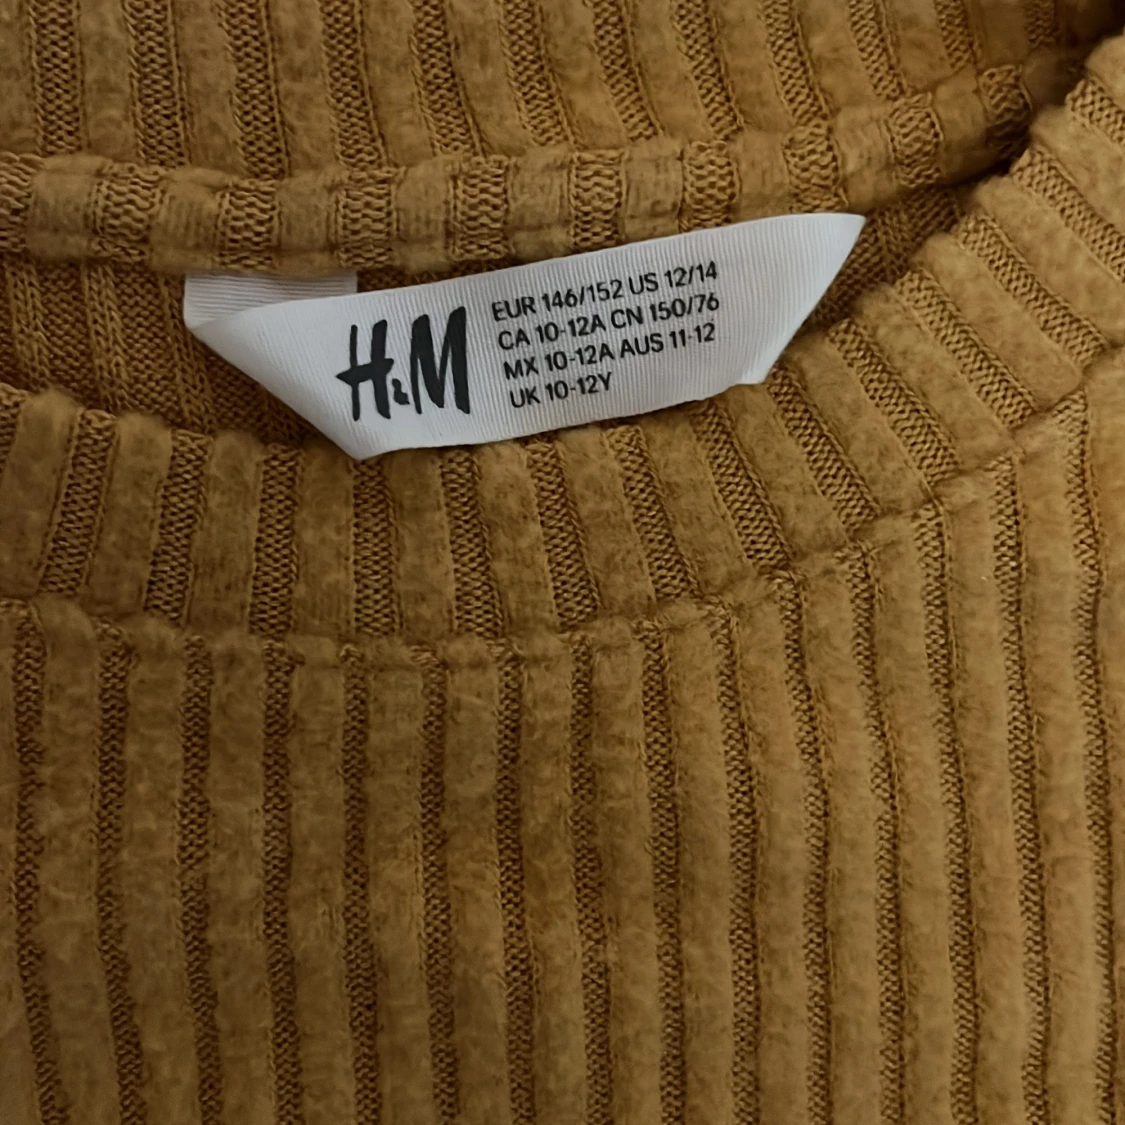 H&M
EUR 146/152 US 12/14
CA 10-12A CN 150/76
MX 10-12A AUS 11-12
UK 10-12Y